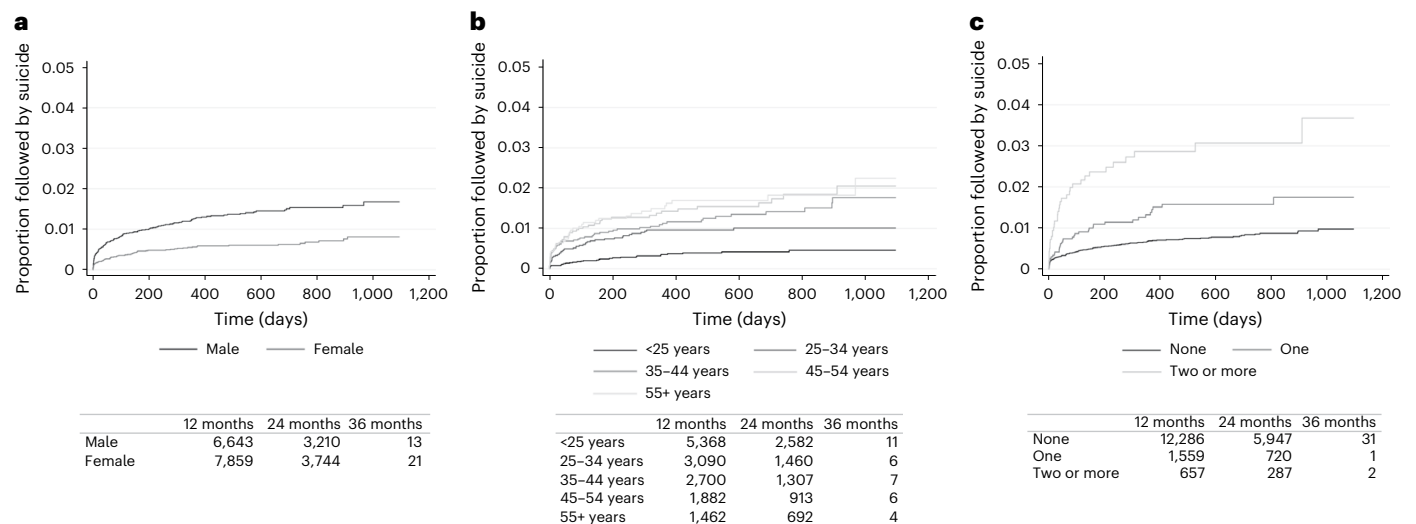 a
Proportion followed by suicide
0.05
0.04
0.03
0.02
0.01
0
0 200 400 600 800 1,000 1,200
Time (days)
Male Female
12 months 24 months 36 months
Male 6,643 3,210 13
Female 7,859 3,744 21
b
Proportion followed by suicide
0.05
0.04
0.03
0.02
0.01
0
0 200 400 600 800 1,000 1,200
Time (days)
<25 years 25–34 years
35–44 years 45–54 years
55+ years
12 months 24 months 36 months
<25 years 5,368 2,582 11
25–34 years 3,090 1,460 6
35–44 years 2,700 1,307 7
45–54 years 1,882 913 6
55+ years 1,462 692 4
c
Proportion followed by suicide
0.05
0.04
0.03
0.02
0.01
0
0 200 400 600 800 1,000 1,200
Time (days)
None One
Two or more
12 months 24 months 36 months
None 12,286 5,947 31
One 1,559 720 1
Two or more 657 287 2